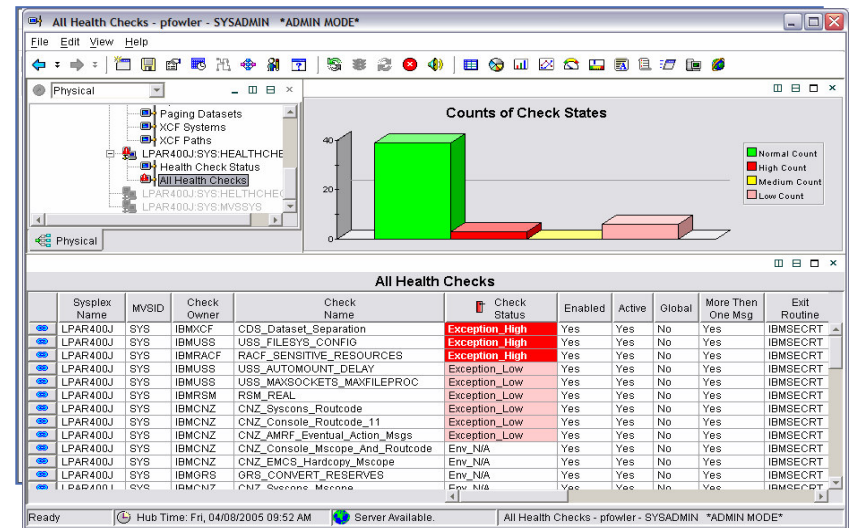 All Health Checks - pfowler - SYSADMIN *ADMIN MODE*
File Edit View Help
Physical
Paging Datasets
XCF Systems
XCF Paths
LPAR400J:SYS:HEALTHCHE
Health Check Status
All Health Checks
LPAR400J:SYS:HELTHCHEC
LPAR400J:SYS:MVSSYS
Physical
Counts of Check States
40
20
0
Normal Count
High Count
Medium Count
Low Count
All Health Checks
Sysplex Name MVSID Check Owner Check Name Check Status Enabled Active Global More Then One Msg Exit Routine
LPAR400J SYS IBMXCF CDS_Dataset_Separation Exception_High Yes Yes No Yes IBMSECRT
LPAR400J SYS IBMUSS USS_FILESYS_CONFIG Exception_High Yes Yes No Yes IBMSECRT
LPAR400J SYS IBMRACF RACF_SENSITIVE_RESOURCES Exception_High Yes Yes No Yes IBMSECRT
LPAR400J SYS IBMUSS USS_AUTOMOUNT_DELAY Exception_Low Yes Yes No Yes IBMSECRT
LPAR400J SYS IBMUSS USS_MAXSOCKETS_MAXFILEPROC Exception_Low Yes Yes No Yes IBMSECRT
LPAR400J SYS IBMRSM RSM_REAL Exception_Low Yes Yes No Yes IBMSECRT
LPAR400J SYS IBMCNZ CNZ_Syscons_Routcode Exception_Low Yes Yes No Yes IBMSECRT
LPAR400J SYS IBMCNZ CNZ_Console_Routcode_11 Exception_Low Yes Yes No Yes IBMSECRT
LPAR400J SYS IBMCNZ CNZ_AMRF_Eventual_Action_Msgs Exception_Low Yes Yes No Yes IBMSECRT
LPAR400J SYS IBMCNZ CNZ_Console_Mscope_And_Routcode Env_N/A Yes Yes No Yes IBMSECRT
LPAR400J SYS IBMCNZ CNZ_EMCS_Hardcopy_Mscope Env_N/A Yes Yes No Yes IBMSECRT
LPAR400J SYS IBMGRS GRS_CONVERT_RESERVES Env_N/A Yes Yes No Yes IBMSECRT
LPAR400J SYS IBMCNZ CNZ_Syscons_Mscope Env_N/A Yes Yes No Yes IBMSECRT
Ready Hub Time: Fri, 04/08/2005 09:52 AM Server Available. All Health Checks - pfowler - SYSADMIN *ADMIN MODE*